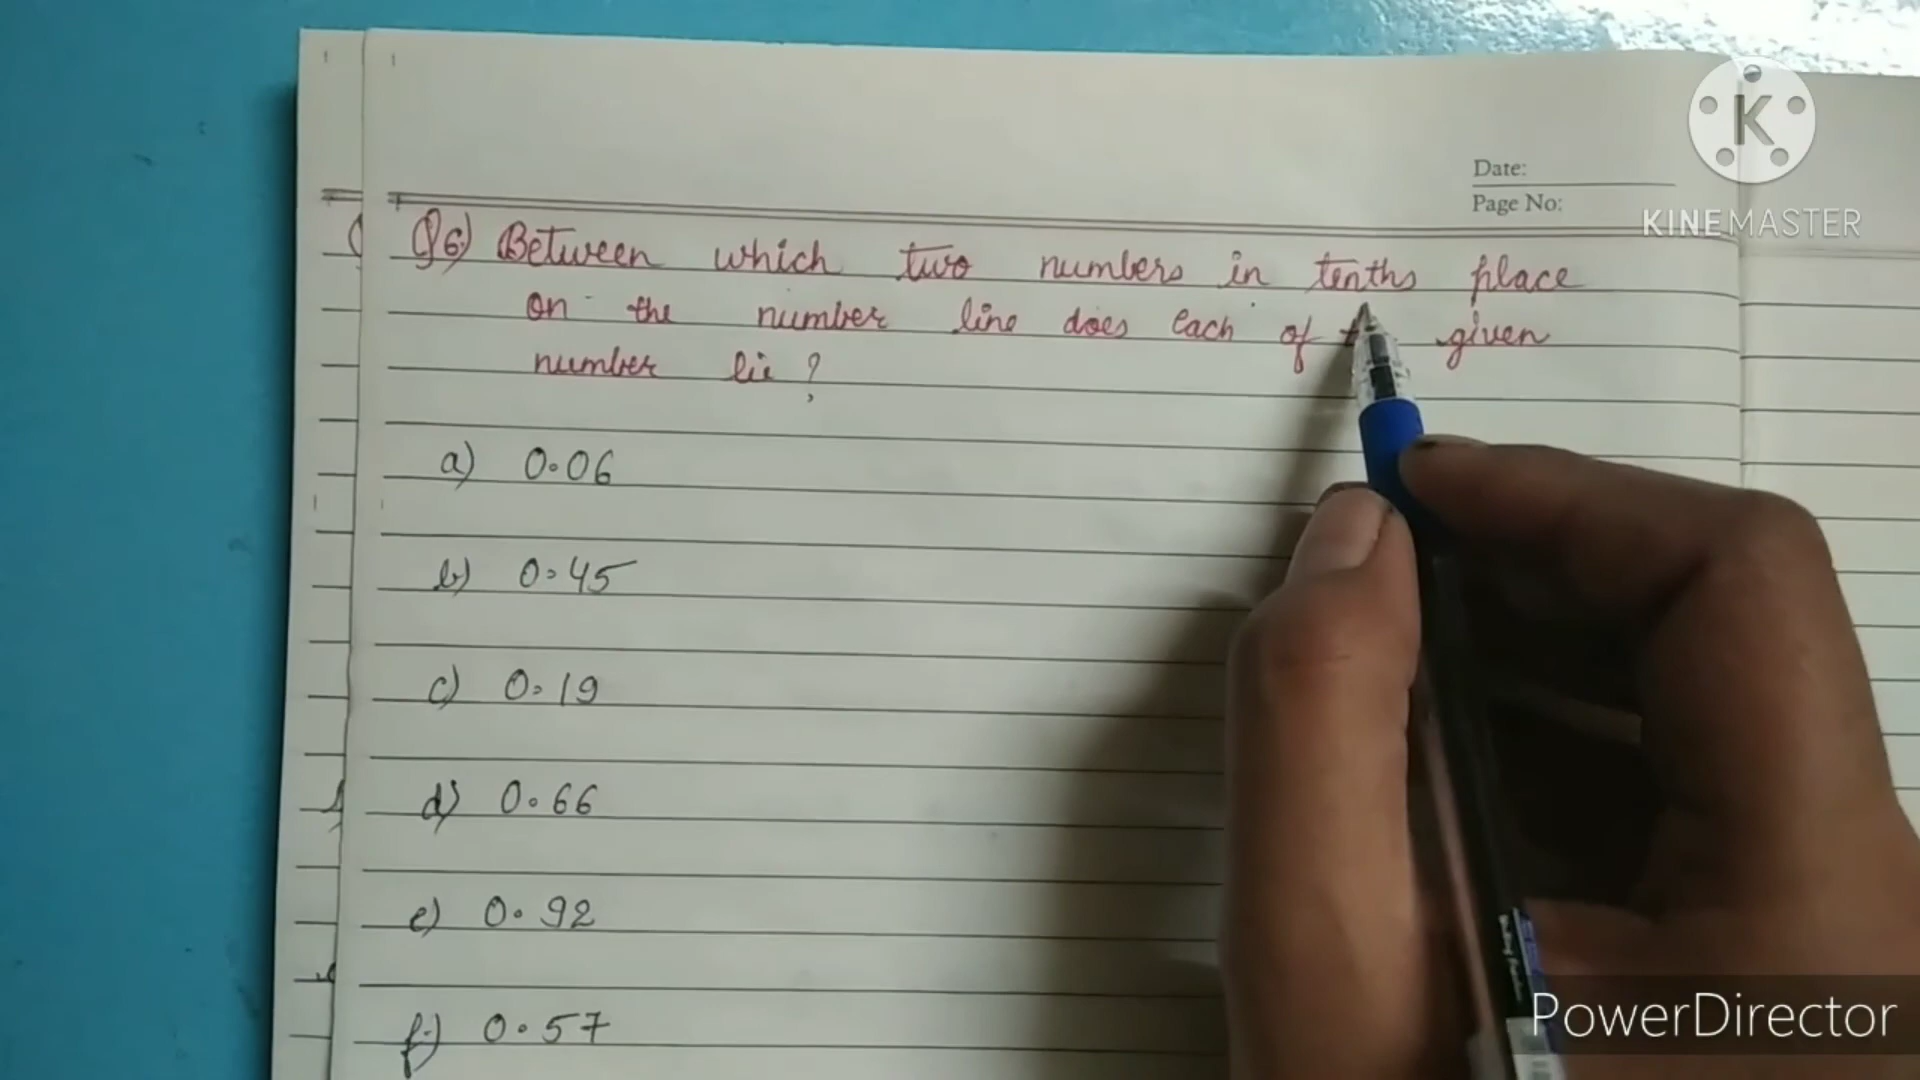 Date:
Page No:
K
KINEMASTER
Q6) Between which two numbers in tenths place
on the number line does each of given
number lie ?
a) 0.06
b) 0.45
c) 0.19
d) 0.66
e) 0.92
f) 0.57
PowerDirector